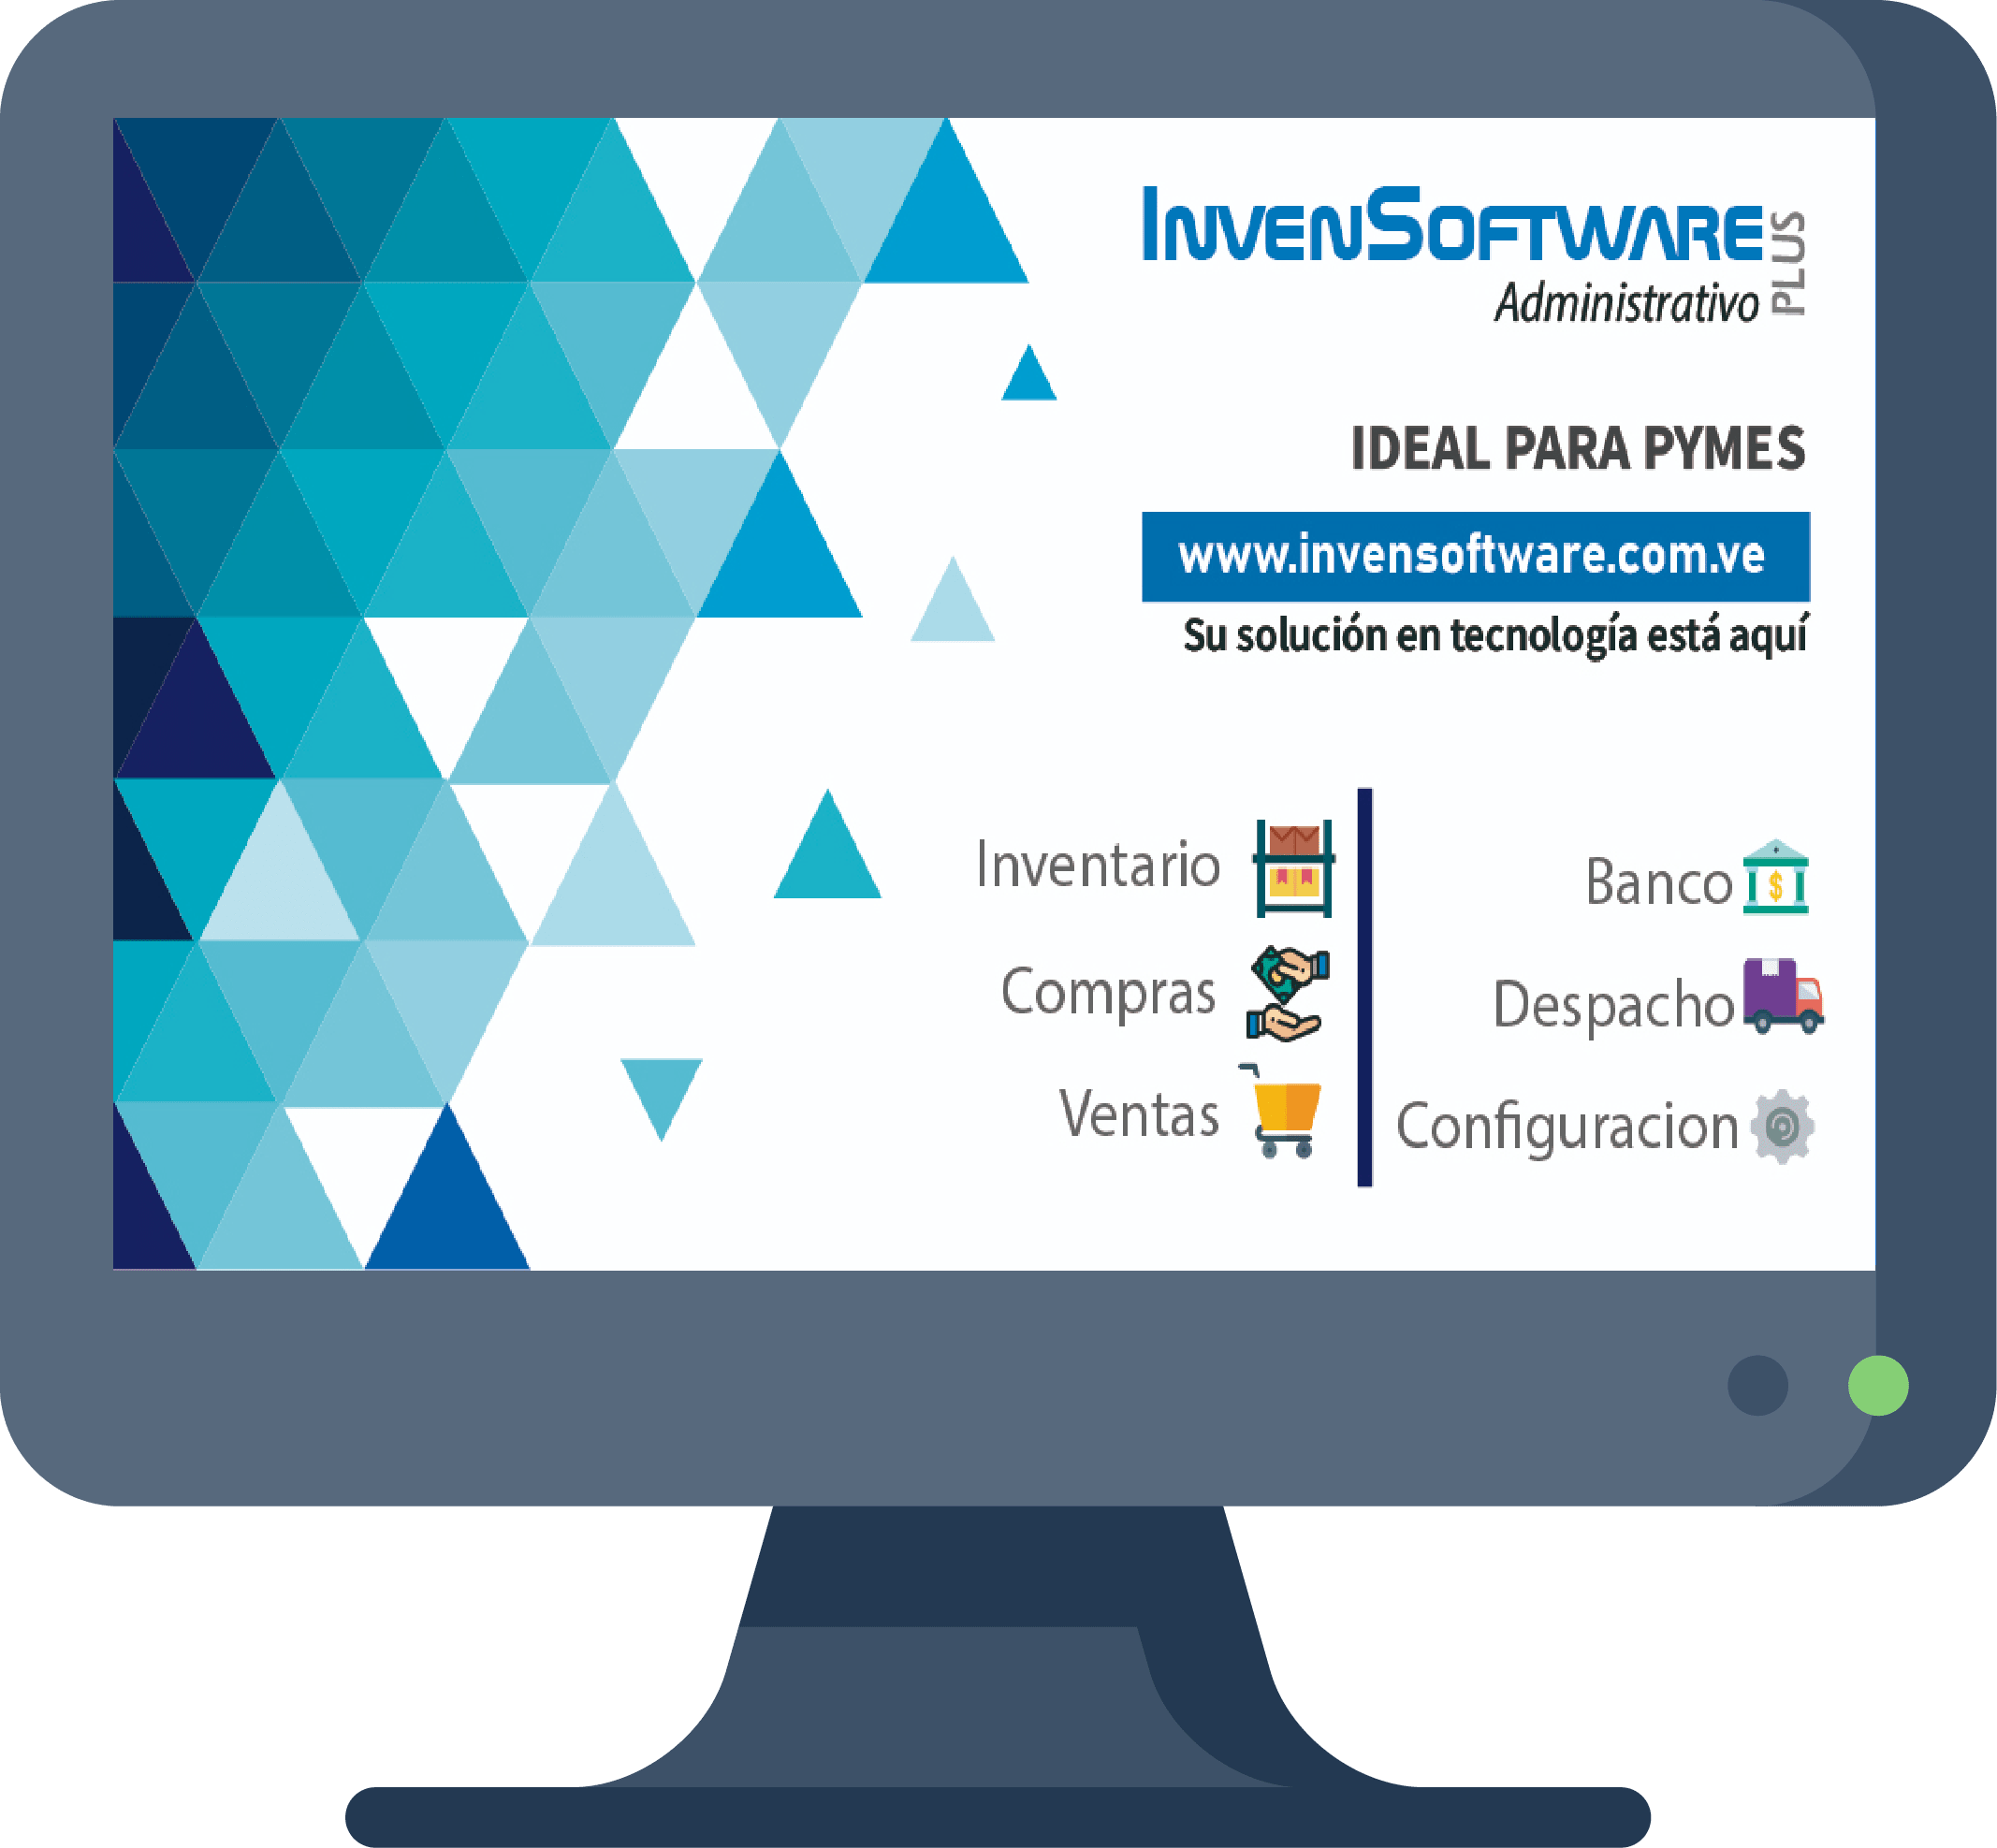 INVENSOFTWARE PLUS
Administrativo
IDEAL PARA PYMES
www.invensoftware.com.ve
Su solución en tecnología está aquí
Inventario
Compras
Ventas
Banco
Despacho
Configuracion